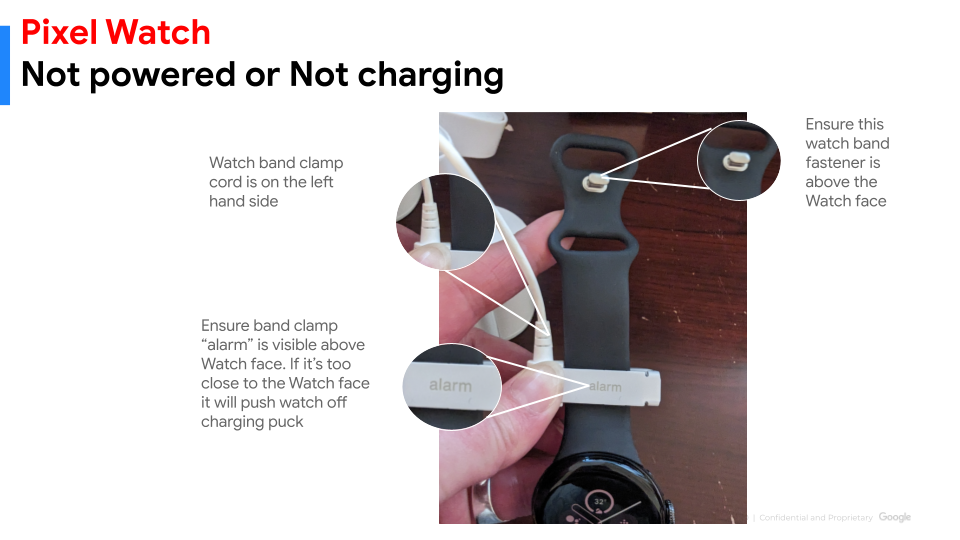 Pixel Watch
Not powered or Not charging
Ensure this
watch band
fastener is
above the
Watch face
Watch band clamp
cord is on the left
hand side
Ensure band clamp
“alarm” is visible above
Watch face. If it’s too
close to the Watch face
it will push watch off
charging puck
alarm
alarm
32°
| Confidential and Proprietary Google